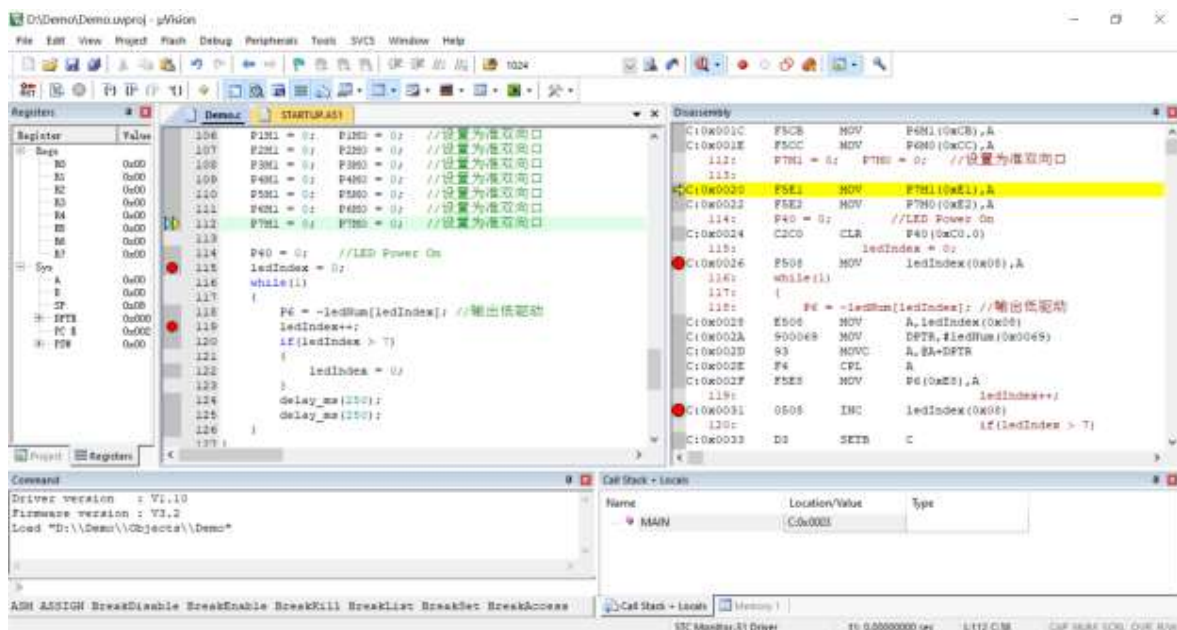 D:\Demo\Demo.uvproj - µVision
File Edit View Project Flash Debug Peripherals Tools SVCS Window Help
1024
Registers
Register Value
Regs
R0 0x00
R1 0x00
R2 0x00
R3 0x00
R4 0x00
R5 0x00
R6 0x00
R7 0x00
Sys
A 0x00
B 0x00
SP 0x08
DPTR 0x000
PC $ 0x002
PSW 0x00
Project Registers
Demo.c STARTUP.A51
106 P1M1 = 0; P1M0 = 0; //设置为准双向口
107 P2M1 = 0; P2M0 = 0; //设置为准双向口
108 P3M1 = 0; P3M0 = 0; //设置为准双向口
109 P4M1 = 0; P4M0 = 0; //设置为准双向口
110 P5M1 = 0; P5M0 = 0; //设置为准双向口
111 P6M1 = 0; P6M0 = 0; //设置为准双向口
112 P7M1 = 0; P7M0 = 0; //设置为准双向口
113
114 P40 = 0; //LED Power On
115 ledIndex = 0;
116 while(1)
117 {
118 P6 = ~ledNum[ledIndex]; //输出低驱动
119 ledIndex++;
120 if(ledIndex > 7)
121 {
122 ledIndex = 0;
123 }
124 delay_ms(250);
125 delay_ms(250);
126 }
127 }
Disassembly
C:0x001C F5CB MOV P6M1(0xCB),A
C:0x001E F5CC MOV P6M0(0xCC),A
112: P7M1 = 0; P7M0 = 0; //设置为准双向口
113:
C:0x0020 F5E1 MOV P7M1(0xE1),A
C:0x0022 F5E2 MOV P7M0(0xE2),A
114: P40 = 0; //LED Power On
C:0x0024 C2C0 CLR P40(0xC0.0)
115: ledIndex = 0;
C:0x0026 F508 MOV ledIndex(0x08),A
116: while(1)
117: {
118: P6 = ~ledNum[ledIndex]; //输出低驱动
C:0x0028 E508 MOV A,ledIndex(0x08)
C:0x002A 900069 MOV DPTR,#ledNum(0x0069)
C:0x002D 93 MOVC A,@A+DPTR
C:0x002E F4 CPL A
C:0x002F F5E8 MOV P6(0xE8),A
119: ledIndex++;
C:0x0031 0508 INC ledIndex(0x08)
120: if(ledIndex > 7)
C:0x0033 D3 SETB C
Command
Driver version : V1.10
Firmware version : V3.2
Load "D:\\Demo\\Objects\\Demo"
>
ASM ASSIGN BreakDisable BreakEnable BreakKill BreakList BreakSet BreakAccess
Call Stack + Locals
Name Location/Value Type
MAIN C:0x0003
Call Stack + Locals Memory 1
STC Monitor-51 Driver t1: 0.00000000 sec L:112 C:38 CAP NUM SCRL OVR R/W